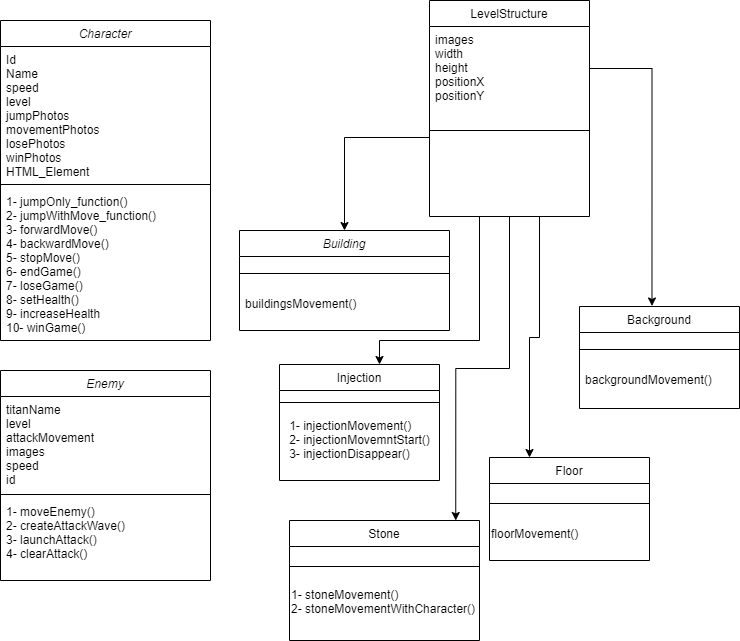 Character
Id
Name
speed
level
jumpPhotos
movementPhotos
losePhotos
winPhotos
HTML_Element
1- jumpOnly_function()
2- jumpWithMove_function()
3- forwardMove()
4- backwardMove()
5- stopMove()
6- endGame()
7- loseGame()
8- setHealth()
9- increaseHealth
10- winGame()
Enemy
titanName
level
attackMovement
images
speed
id
1- moveEnemy()
2- createAttackWave()
3- launchAttack()
4- clearAttack()
LevelStructure
images
width
height
positionX
positionY
Building
buildingsMovement()
Injection
1- injectionMovement()
2- injectionMovemntStart()
3- injectionDisappear()
Stone
1- stoneMovement()
2- stoneMovementWithCharacter()
Floor
floorMovement()
Background
backgroundMovement()